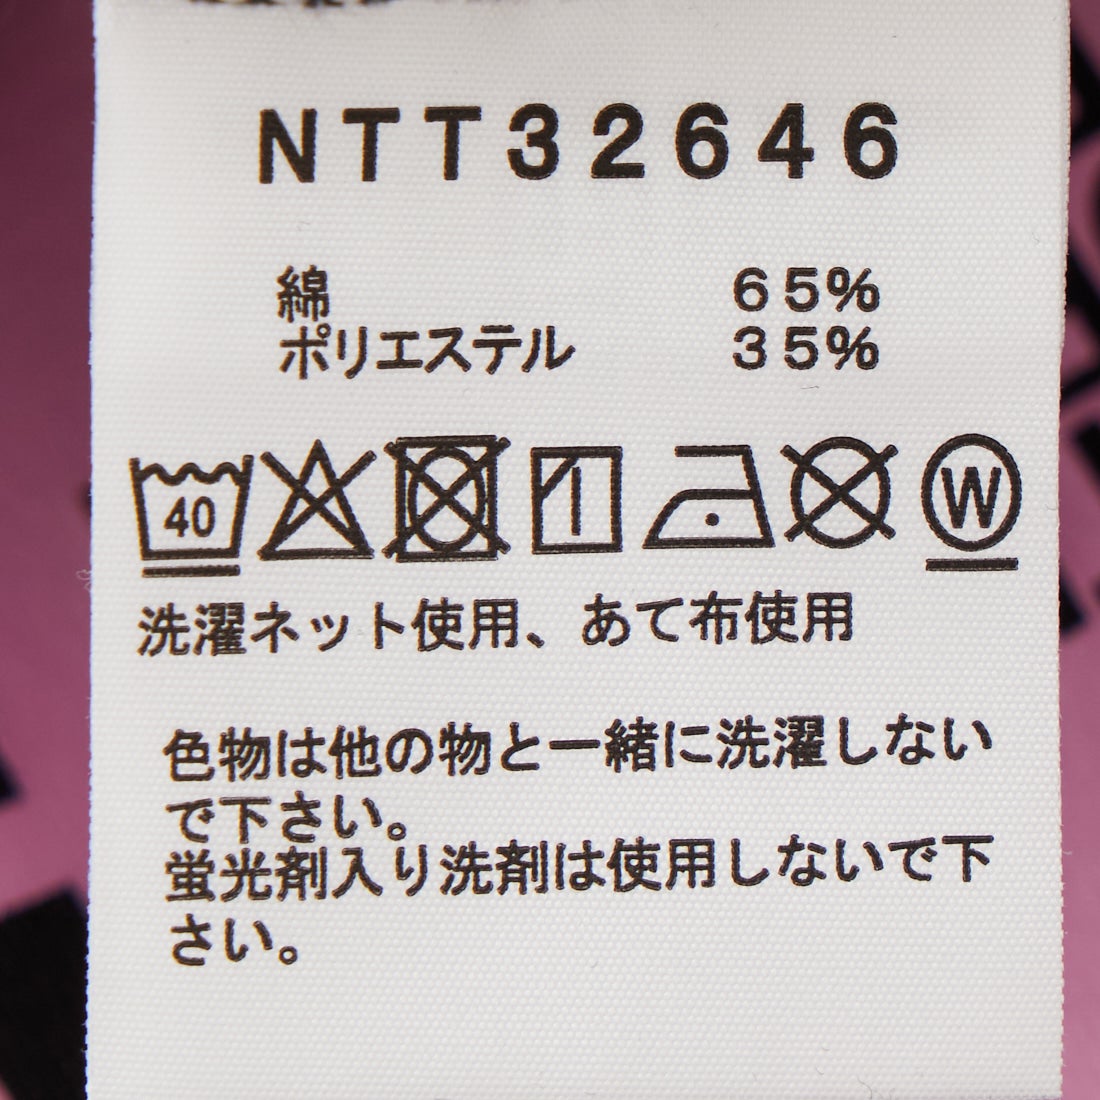 NTT32646
綿 65%
ポリエステル 35%
40 W
洗濯ネット使用、あて布使用
色物は他の物と一緒に洗濯しない
で下さい。
蛍光剤入り洗剤は使用しないで下
さい。